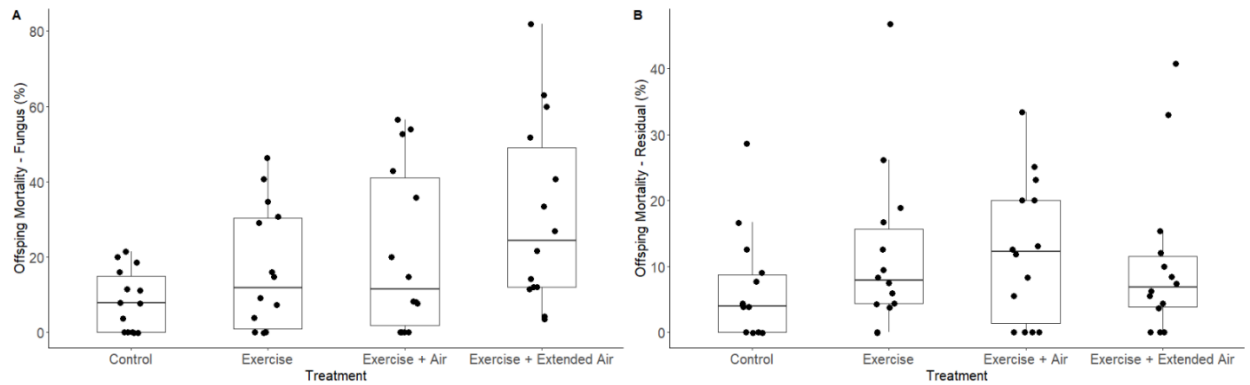 A
Offsping Mortality - Fungus (%)
80
60
40
20
0
Control
Exercise
Exercise + Air
Exercise + Extended Air
Treatment
B
Offsping Mortality - Residual (%)
40
30
20
10
0
Control
Exercise
Exercise + Air
Exercise + Extended Air
Treatment